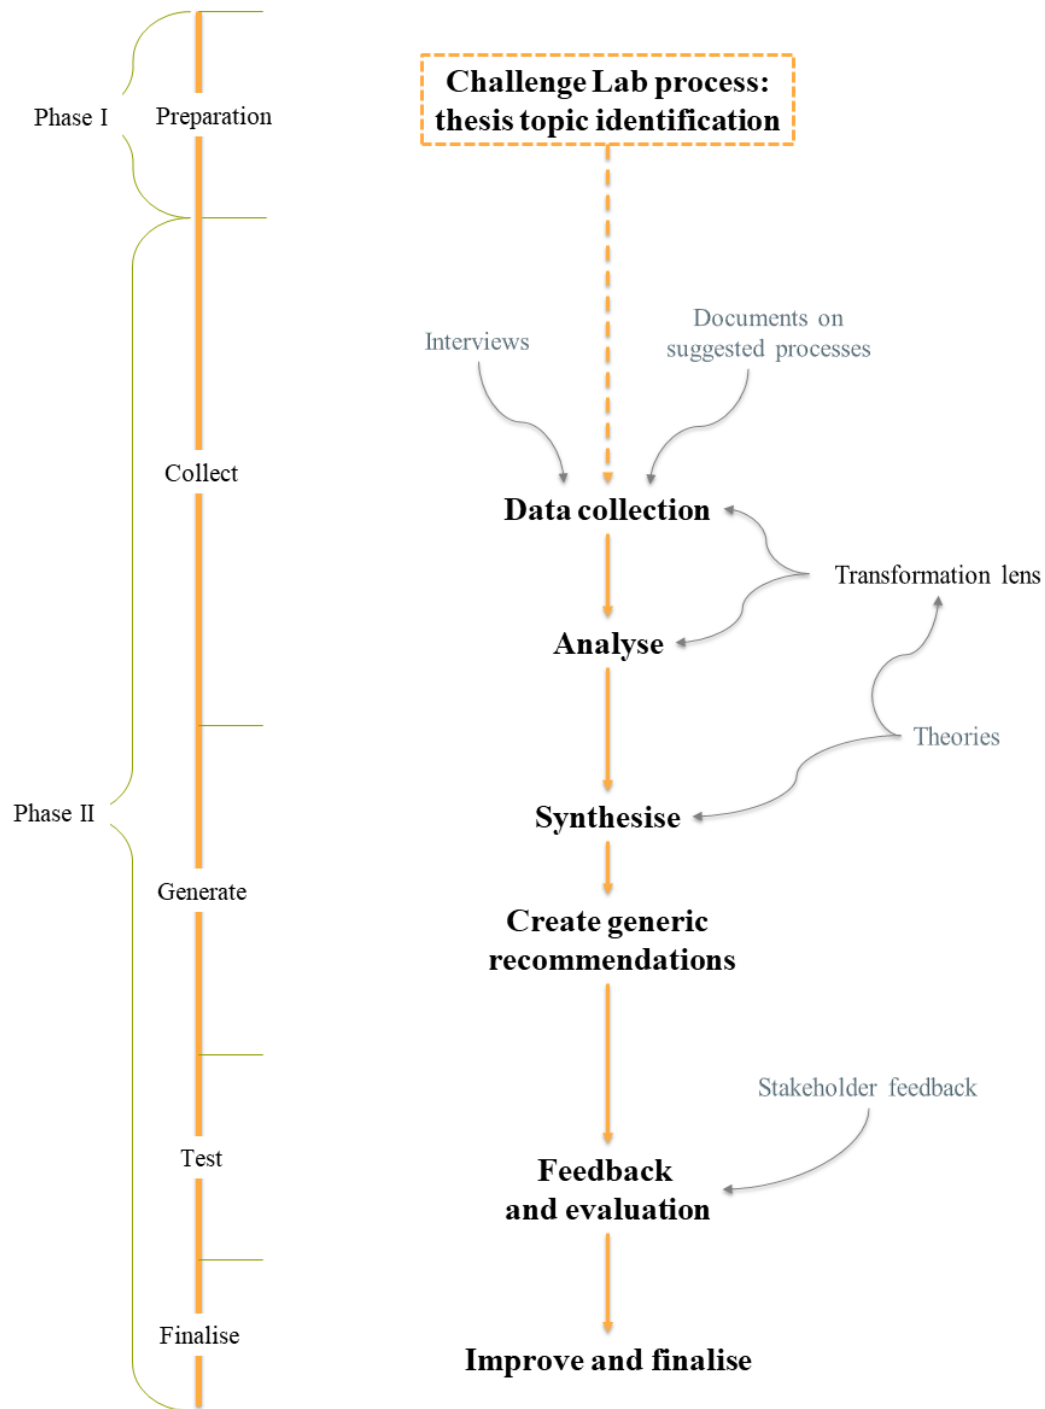 Challenge Lab process:
thesis topic identification
Phase I
Preparation
Interviews
Documents on
suggested processes
Collect
Data collection
Transformation lens
Analyse
Theories
Phase II
Synthesise
Generate
Create generic
recommendations
Stakeholder feedback
Test
Feedback
and evaluation
Finalise
Improve and finalise